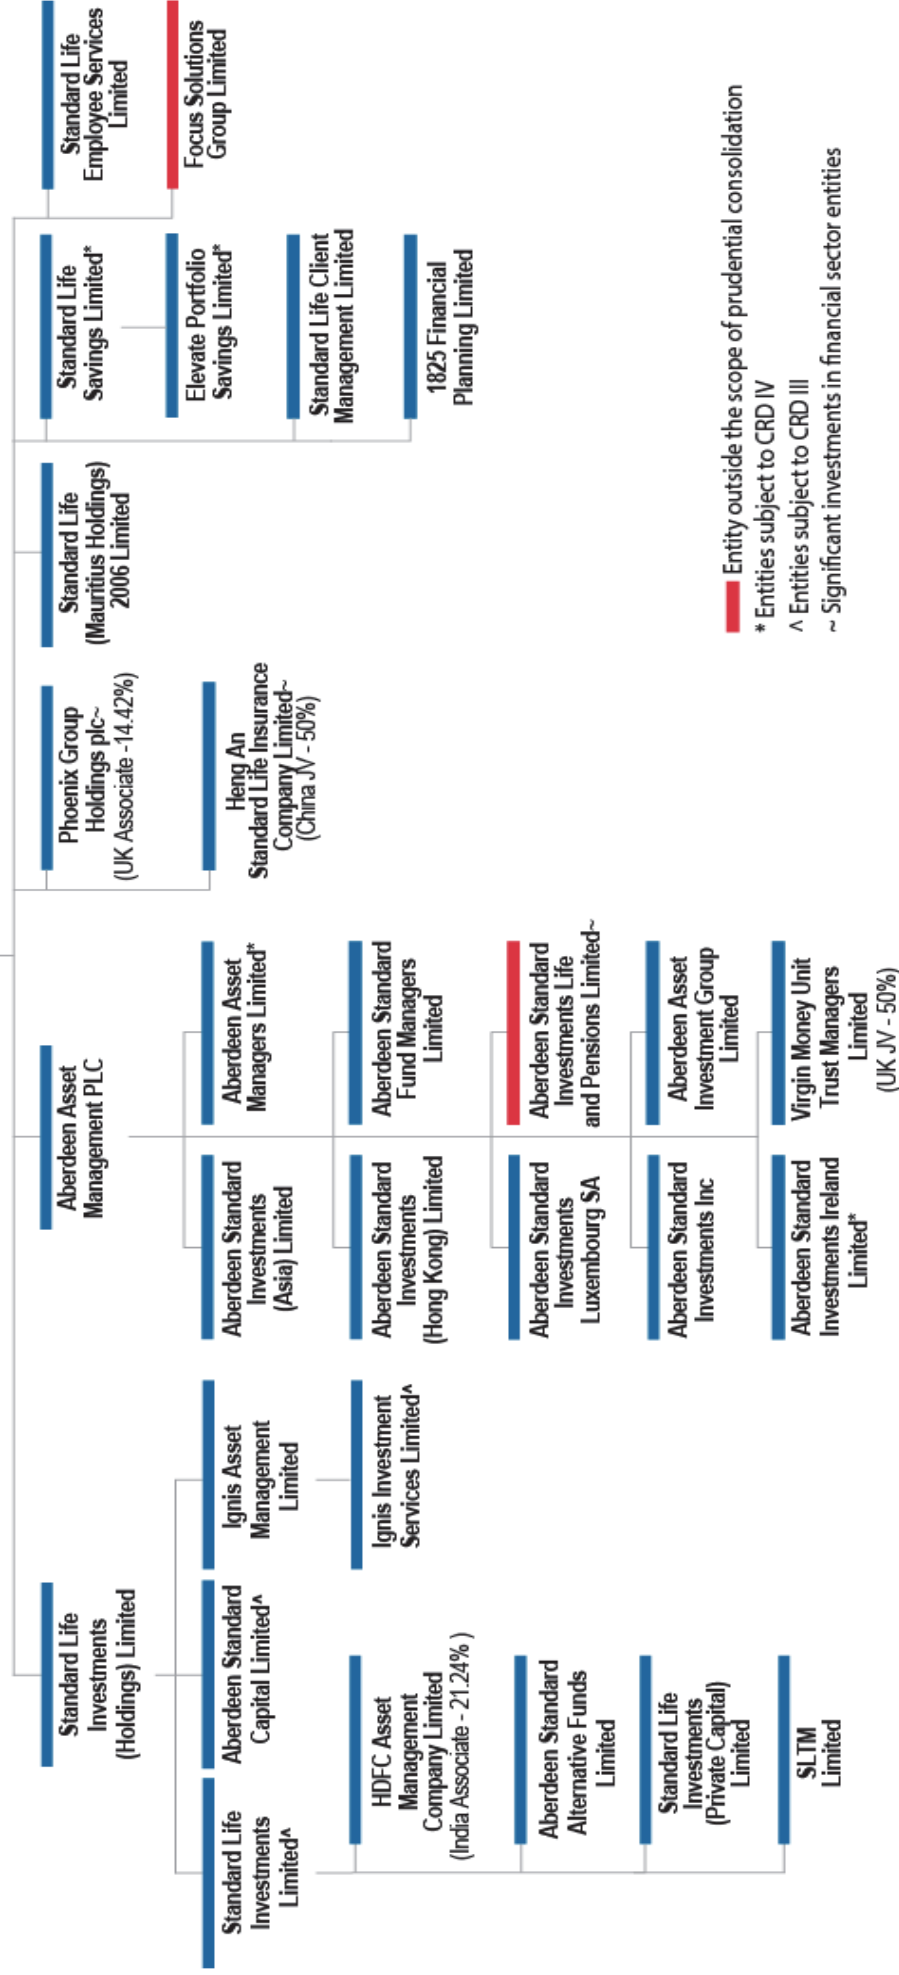 Standard Life
Investments
(Holdings) Limited
Standard Life
Investments
Limited^
HDFC Asset
Management
Company Limited
(India Associate - 21.24% )
Aberdeen Standard
Alternative Funds
Limited
Standard Life
Investments
(Private Capital)
Limited
SLTM
Limited
Aberdeen Standard
Capital Limited^
Ignis Asset
Management
Limited
Ignis Investment
Services Limited^
Aberdeen Asset
Management PLC
Aberdeen Standard
Investments
(Asia) Limited
Aberdeen Asset
Managers Limited*
Aberdeen Standard
Investments
(Hong Kong) Limited
Aberdeen Standard
Fund Managers
Limited
Aberdeen Standard
Investments
Luxembourg SA
Aberdeen Standard
Investments Life
and Pensions Limited~
Aberdeen Standard
Investments Inc
Aberdeen Asset
Investment Group
Limited
Aberdeen Standard
Investments Ireland
Limited*
Virgin Money Unit
Trust Managers
Limited
(UK JV - 50%)
Phoenix Group
Holdings plc~
(UK Associate -14.42%)
Heng An
Standard Life Insurance
Company Limited~
(China JV - 50%)
Standard Life
(Mauritius Holdings)
2006 Limited
Standard Life
Savings Limited*
Elevate Portfolio
Savings Limited*
Standard Life Client
Management Limited
1825 Financial
Planning Limited
Standard Life
Employee Services
Limited
Focus Solutions
Group Limited
Entity outside the scope of prudential consolidation
* Entities subject to CRD IV
^ Entities subject to CRD III
~ Significant investments in financial sector entities